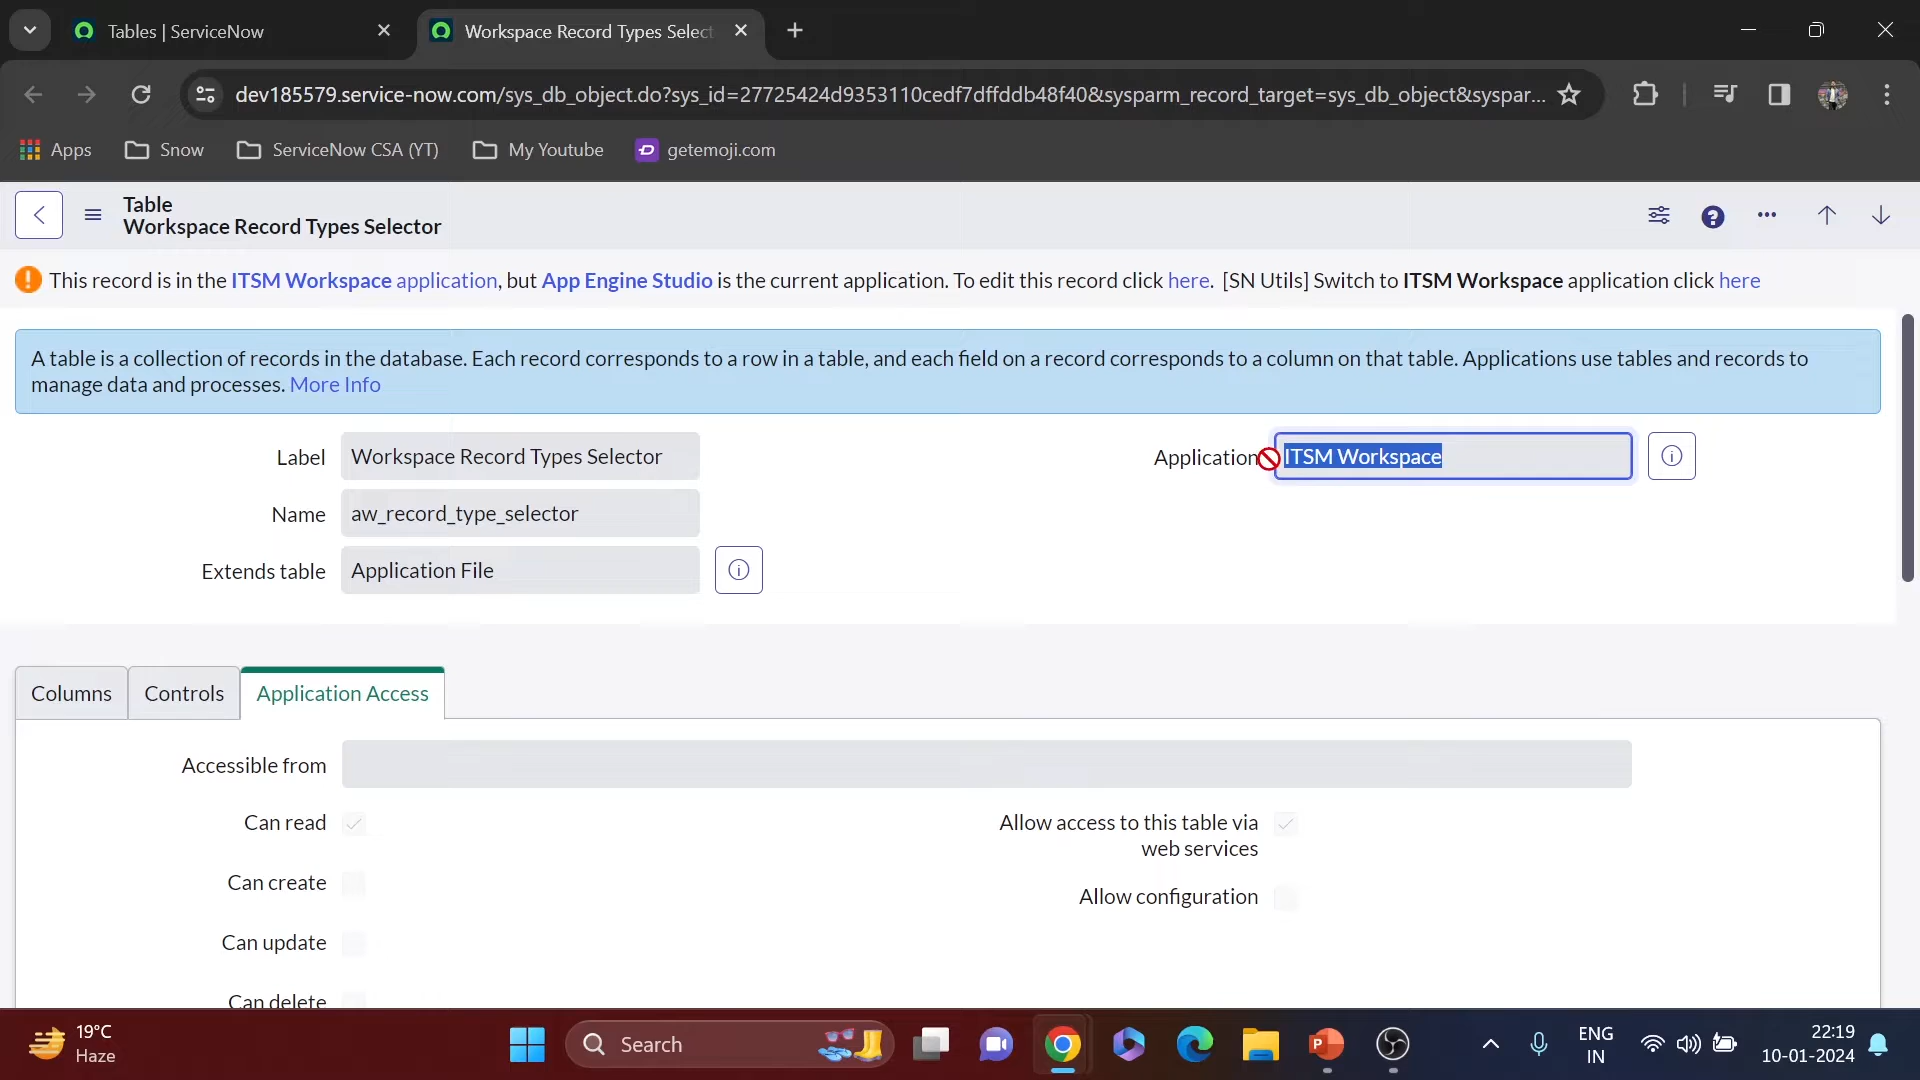 Tables | ServiceNow
Workspace Record Types Select
dev185579.service-now.com/sys_db_object.do?sys_id=27725424d9353110cedf7dffddb48f40&sysparm_record_target=sys_db_object&syspar...
Apps
Snow
ServiceNow CSA (YT)
My Youtube
getemoji.com
Table
Workspace Record Types Selector
This record is in the ITSM Workspace application, but App Engine Studio is the current application. To edit this record click here. [SN Utils] Switch to ITSM Workspace application click here
A table is a collection of records in the database. Each record corresponds to a row in a table, and each field on a record corresponds to a column on that table. Applications use tables and records to
manage data and processes. More Info
Label Workspace Record Types Selector
Application ITSM Workspace
Name aw_record_type_selector
Extends table Application File
Columns
Controls
Application Access
Accessible from
Can read
Allow access to this table via
web services
Can create
Allow configuration
Can update
Can delete
19°C
Haze
Search
ENG
IN
22:19
10-01-2024